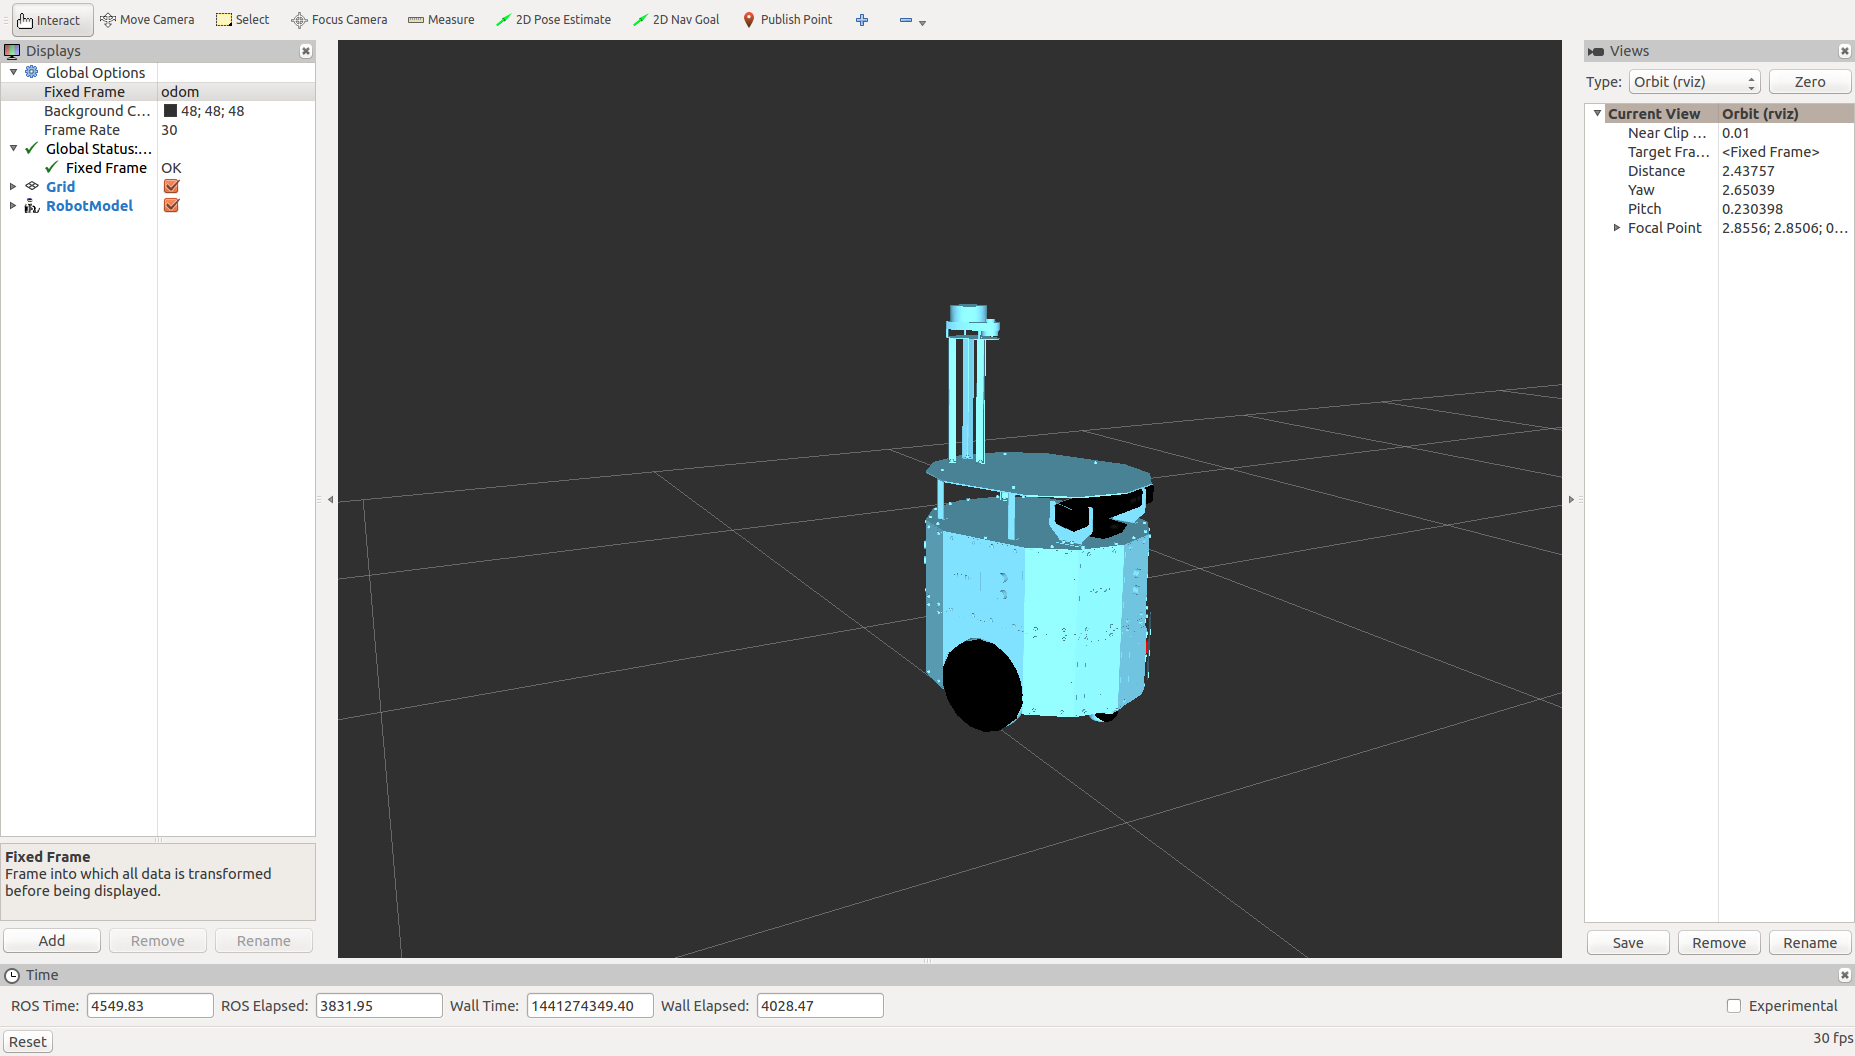 Interact Move Camera Select Focus Camera Measure 2D Pose Estimate 2D Nav Goal Publish Point
Displays
Global Options
Fixed Frame odom
Background C... 48; 48; 48
Frame Rate 30
Global Status:...
Fixed Frame OK
Grid
RobotModel
Fixed Frame
Frame into which all data is transformed
before being displayed.
Add Remove Rename
Views
Type: Orbit (rviz) Zero
Current View Orbit (rviz)
Near Clip ... 0.01
Target Fra... <Fixed Frame>
Distance 2.43757
Yaw 2.65039
Pitch 0.230398
Focal Point 2.8556; 2.8506; 0...
Save Remove Rename
Time
ROS Time: 4549.83 ROS Elapsed: 3831.95 Wall Time: 1441274349.40 Wall Elapsed: 4028.47 Experimental
Reset 30 fps